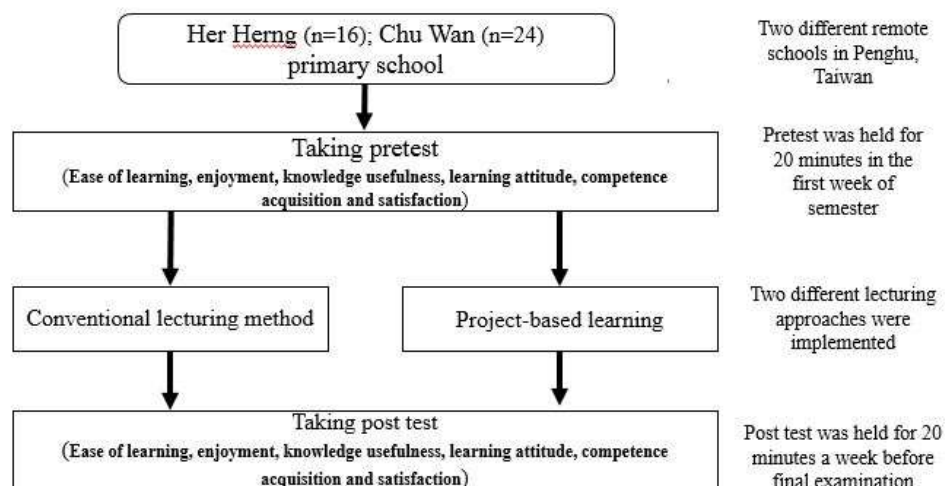 Her Herng (n=16); Chu Wan (n=24)
primary school
Two different remote
schools in Penghu,
Taiwan
Taking pretest
(Ease of learning, enjoyment, knowledge usefulness, learning attitude, competence
acquisition and satisfaction)
Pretest was held for
20 minutes in the
first week of
semester
Conventional lecturing method
Project-based learning
Two different lecturing
approaches were
implemented
Taking post test
(Ease of learning, enjoyment, knowledge usefulness, learning attitude, competence
acquisition and satisfaction)
Post test was held for 20
minutes a week before
final examination